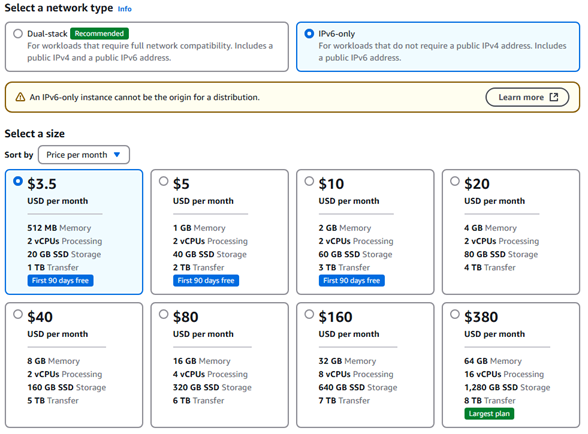 Select a network type Info
Dual-stack Recommended
For workloads that require full network compatibility. Includes a
public IPv4 and a public IPv6 address.
IPv6-only
For workloads that do not require a public IPv4 address. Includes
a public IPv6 address.
An IPv6-only instance cannot be the origin for a distribution.
Learn more
Select a size
Sort by Price per month
$3.5
USD per month
512 MB Memory
2 vCPUs Processing
20 GB SSD Storage
1 TB Transfer
First 90 days free
$5
USD per month
1 GB Memory
2 vCPUs Processing
40 GB SSD Storage
2 TB Transfer
First 90 days free
$10
USD per month
2 GB Memory
2 vCPUs Processing
60 GB SSD Storage
3 TB Transfer
First 90 days free
$20
USD per month
4 GB Memory
2 vCPUs Processing
80 GB SSD Storage
4 TB Transfer
$40
USD per month
8 GB Memory
2 vCPUs Processing
160 GB SSD Storage
5 TB Transfer
$80
USD per month
16 GB Memory
4 vCPUs Processing
320 GB SSD Storage
6 TB Transfer
$160
USD per month
32 GB Memory
8 vCPUs Processing
640 GB SSD Storage
7 TB Transfer
$380
USD per month
64 GB Memory
16 vCPUs Processing
1,280 GB SSD Storage
8 TB Transfer
Largest plan